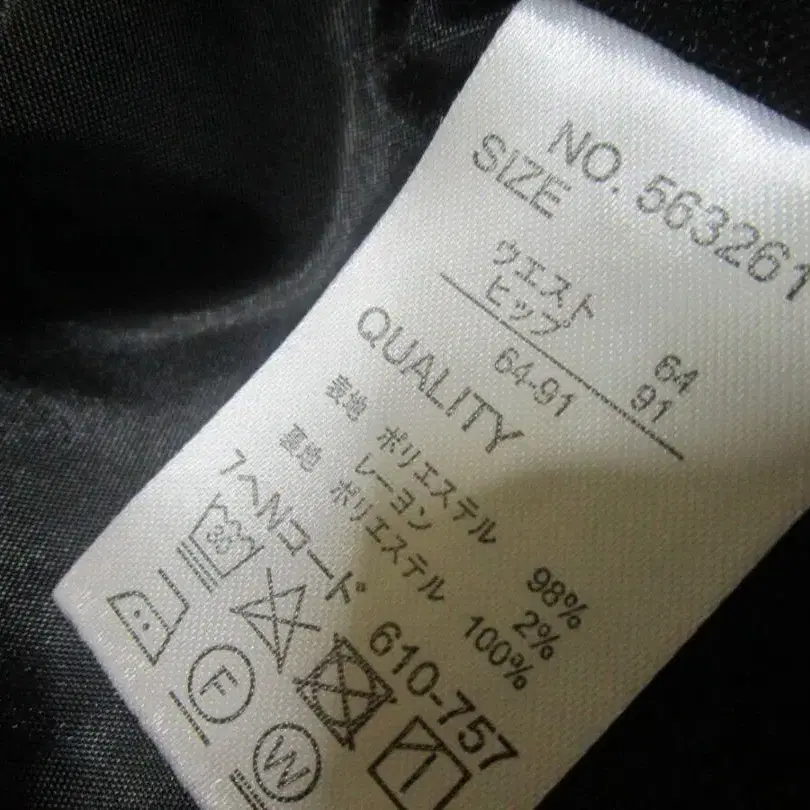 NO. 563261
SIZE
ウエスト 64
ヒップ 91
64-91
QUALITY
表地 ポリエステル 98%
レーヨン 2%
裏地 ポリエステル 100%
アヘNコード 610-757
30
F
W